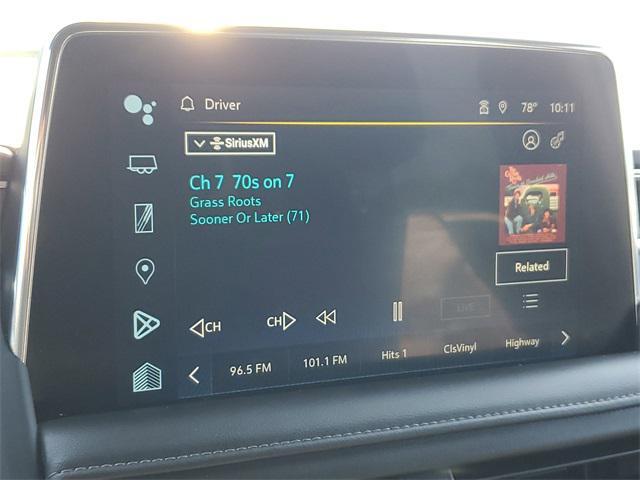 Driver
78° 10:11
SiriusXM
Ch 7 70s on 7
Grass Roots
Sooner Or Later (71)
Related
CH
CH
LIVE
96.5 FM
101.1 FM
Hits 1
ClsVinyl
Highway